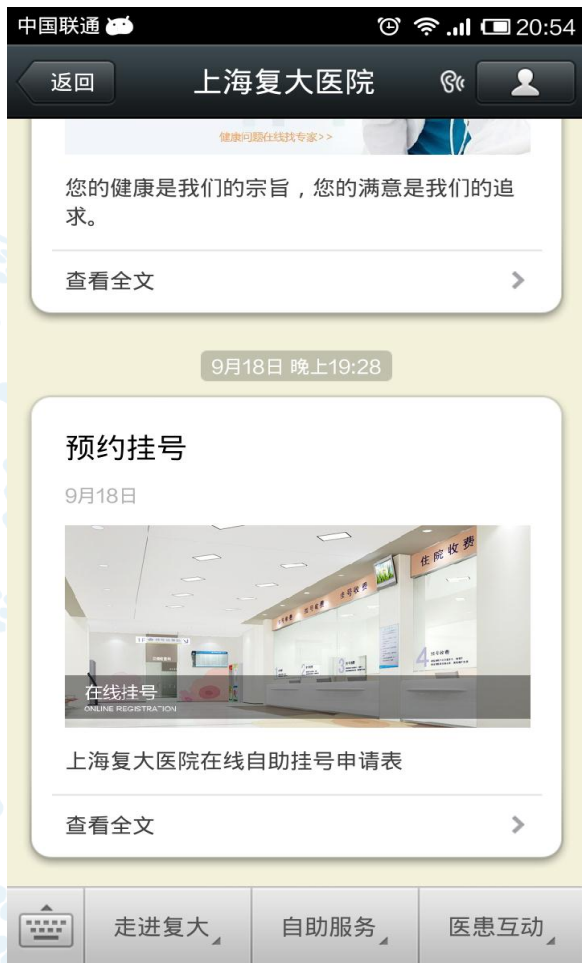 中国联通
20:54
返回
上海复大医院
健康问题在线找专家>>
您的健康是我们的宗旨，您的满意是我们的追
求。
查看全文
9月18日 晚上19:28
预约挂号
9月18日
住院收费
挂号收费
4
在线挂号
ONLINE REGISTRATION
上海复大医院在线自助挂号申请表
查看全文
走进复大
自助服务
医患互动